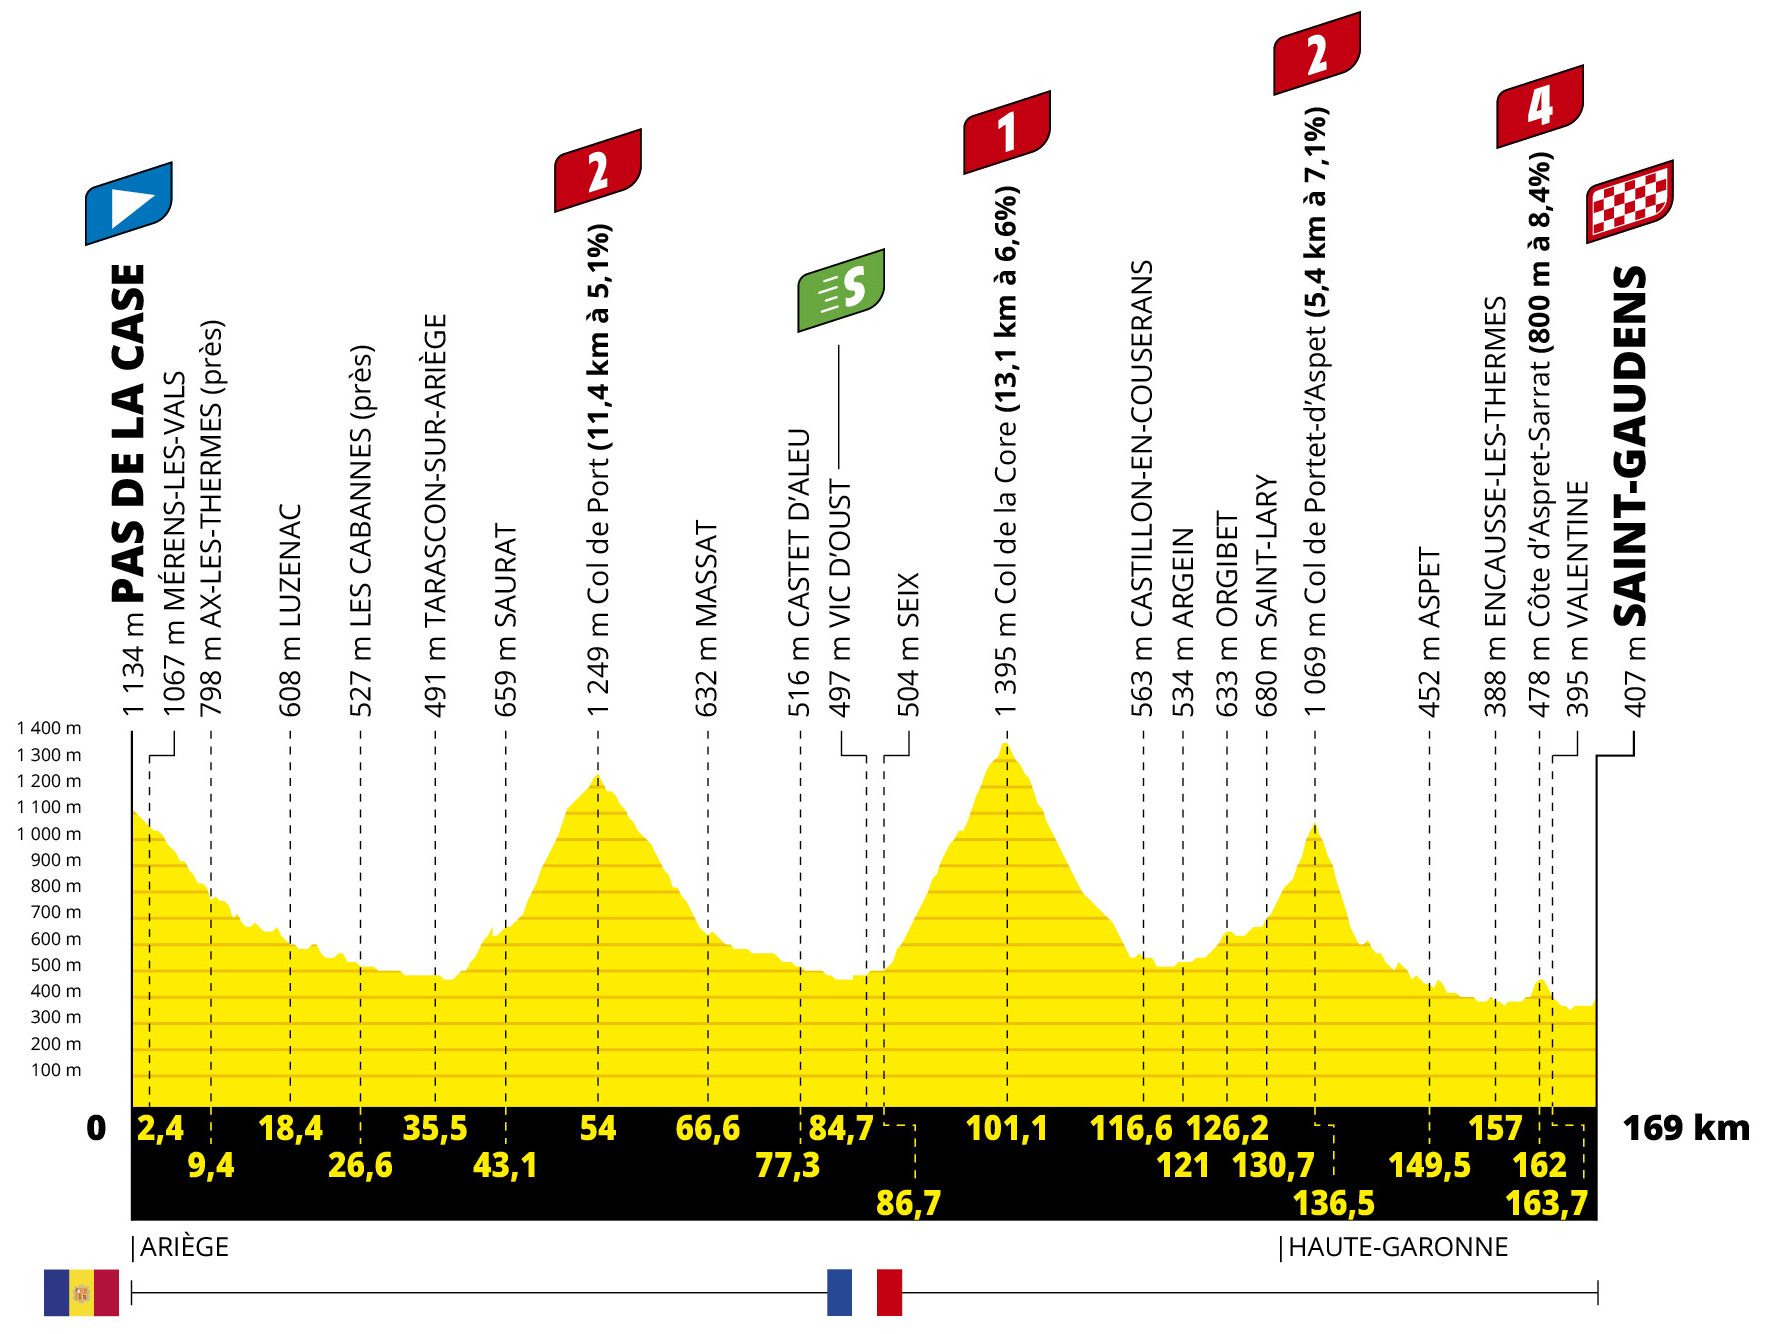 2
4
1
2
S
1 134 m PAS DE LA CASE
1067 m MÉRENS-LES-VALS
798 m AX-LES-THERMES (près)
608 m LUZENAC
527 m LES CABANNES (près)
491 m TARASCON-SUR-ARIÈGE
659 m SAURAT
1 249 m Col de Port (11,4 km à 5,1%)
632 m MASSAT
516 m CASTET D'ALEU
497 m VIC D'OUST
504 m SEIX
1 395 m Col de la Core (13,1 km à 6,6%)
563 m CASTILLON-EN-COUSERANS
534 m ARGEIN
633 m ORGIBET
680 m SAINT-LARY
1 069 m Col de Portet-d'Aspet (5,4 km à 7,1%)
452 m ASPET
388 m ENCAUSSE-LES-THERMES
478 m Côte d'Aspret-Sarrat (800 m à 8,4%)
395 m VALENTINE
407 m SAINT-GAUDENS
1 400 m
1 300 m
1 200 m
1 100 m
1 000 m
900 m
800 m
700 m
600 m
500 m
400 m
300 m
200 m
100 m
0 2,4 18,4 35,5 54 66,6 84,7 101,1 116,6 126,2 157 169 km
9,4 26,6 43,1 77,3 121 130,7 149,5 162
86,7 136,5 163,7
ARIÈGE HAUTE-GARONNE